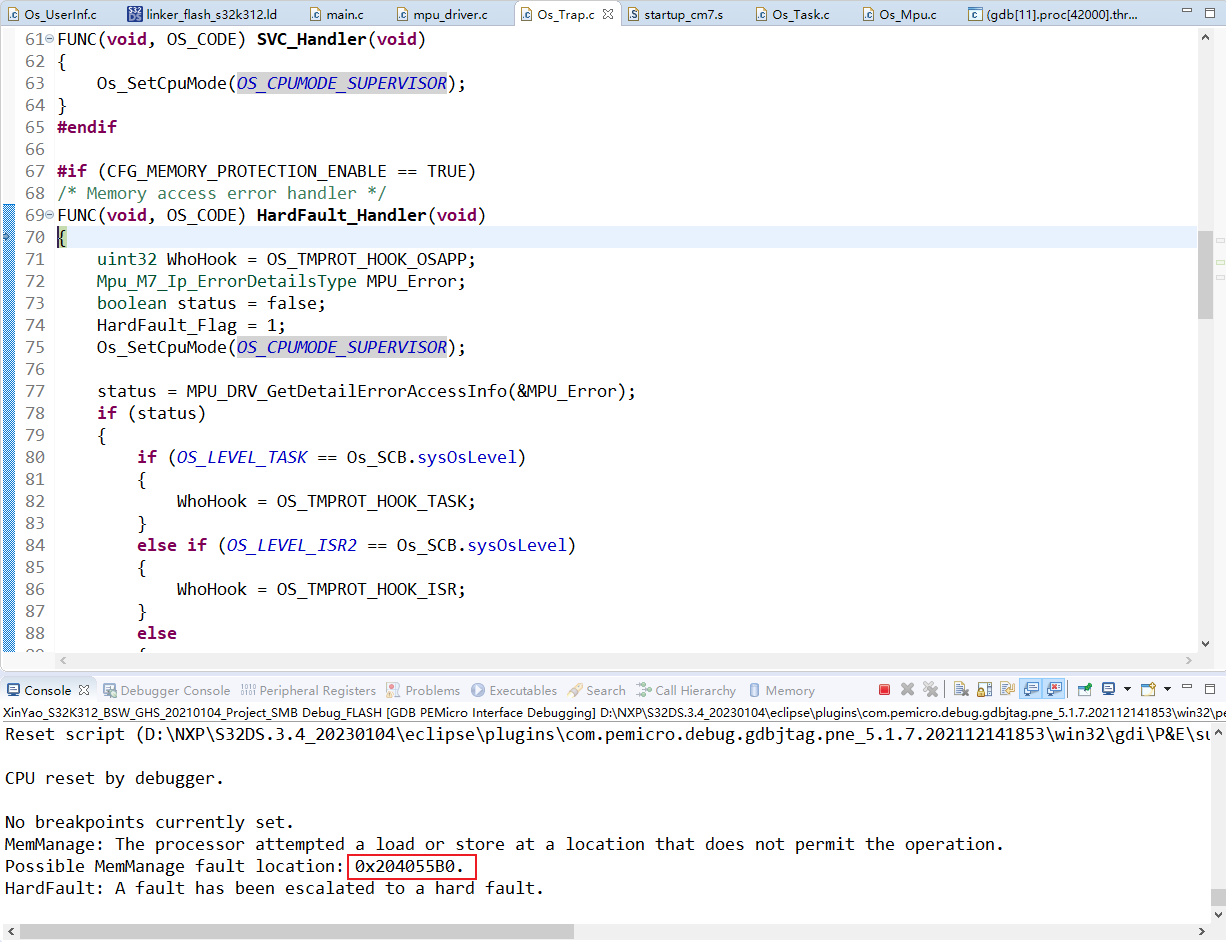 Os_UserInf.c linker_flash_s32k312.ld main.c mpu_driver.c Os_Trap.c startup_cm7.s Os_Task.c Os_Mpu.c (gdb[11].proc[42000].thr...
61 FUNC(void, OS_CODE) SVC_Handler(void)
62 {
63 Os_SetCpuMode(OS_CPUMODE_SUPERVISOR);
64 }
65 #endif
66
67 #if (CFG_MEMORY_PROTECTION_ENABLE == TRUE)
68 /* Memory access error handler */
69 FUNC(void, OS_CODE) HardFault_Handler(void)
70 {
71 uint32 WhoHook = OS_TMPROT_HOOK_OSAPP;
72 Mpu_M7_Ip_ErrorDetailsType MPU_Error;
73 boolean status = false;
74 HardFault_Flag = 1;
75 Os_SetCpuMode(OS_CPUMODE_SUPERVISOR);
76
77 status = MPU_DRV_GetDetailErrorAccessInfo(&MPU_Error);
78 if (status)
79 {
80 if (OS_LEVEL_TASK == Os_SCB.sysOsLevel)
81 {
82 WhoHook = OS_TMPROT_HOOK_TASK;
83 }
84 else if (OS_LEVEL_ISR2 == Os_SCB.sysOsLevel)
85 {
86 WhoHook = OS_TMPROT_HOOK_ISR;
87 }
88 else
Console Debugger Console Peripheral Registers Problems Executables Search Call Hierarchy Memory
XinYao_S32K312_BSW_GHS_20210104_Project_SMB Debug_FLASH [GDB PEMicro Interface Debugging] D:\NXP\S32DS.3.4_20230104\eclipse\plugins\com.pemicro.debug.gdbjtag.pne_5.1.7.202112141853\win32\pe
Reset script (D:\NXP\S32DS.3.4_20230104\eclipse\plugins\com.pemicro.debug.gdbjtag.pne_5.1.7.202112141853\win32\gdi\P&E\su
CPU reset by debugger.
No breakpoints currently set.
MemManage: The processor attempted a load or store at a location that does not permit the operation.
Possible MemManage fault location: 0x204055B0.
HardFault: A fault has been escalated to a hard fault.